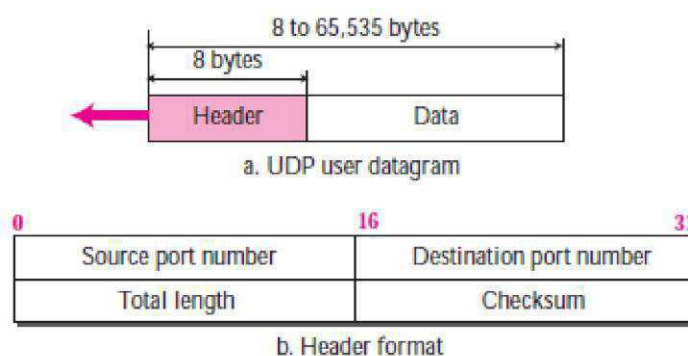 8 to 65,535 bytes
8 bytes
Header Data
a. UDP user datagram
0 16 31
Source port number Destination port number
Total length Checksum
b. Header format